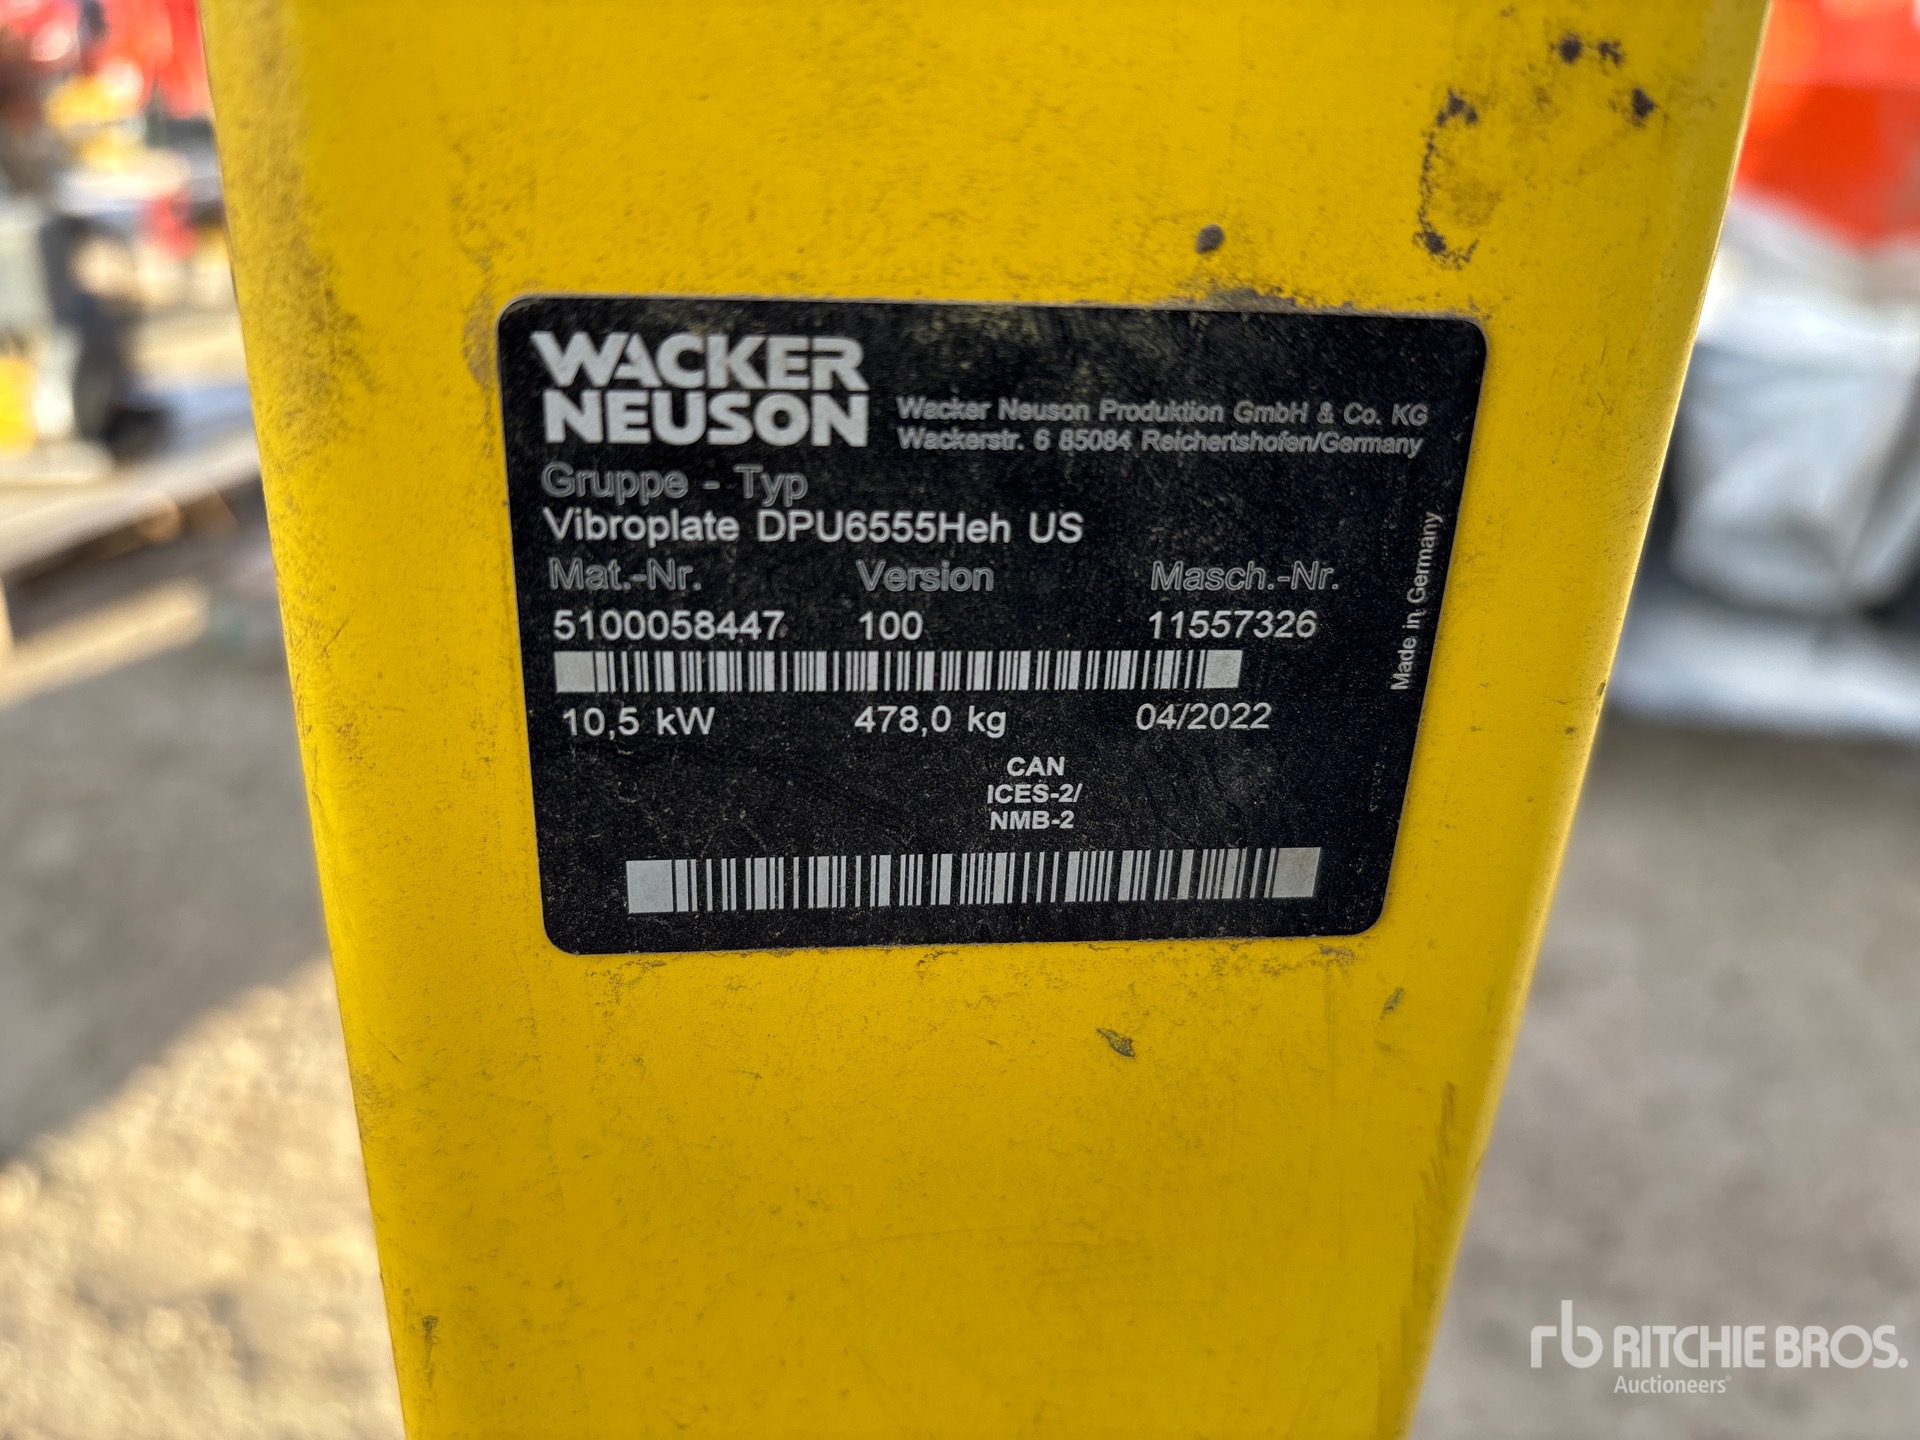 WACKER
NEUSON
Wacker Neuson Produktion GmbH & Co. KG
Wackerstr. 6 85084 Reichertshofen/Germany
Gruppe - Typ
Vibroplate DPU6555Heh US
Mat.-Nr. Version Masch.-Nr.
5100058447 100 11557326
10,5 kW 478,0 kg 04/2022
Made in Germany
CAN
ICES-2/
NMB-2
rb RITCHIE BROS.
Auctioneers